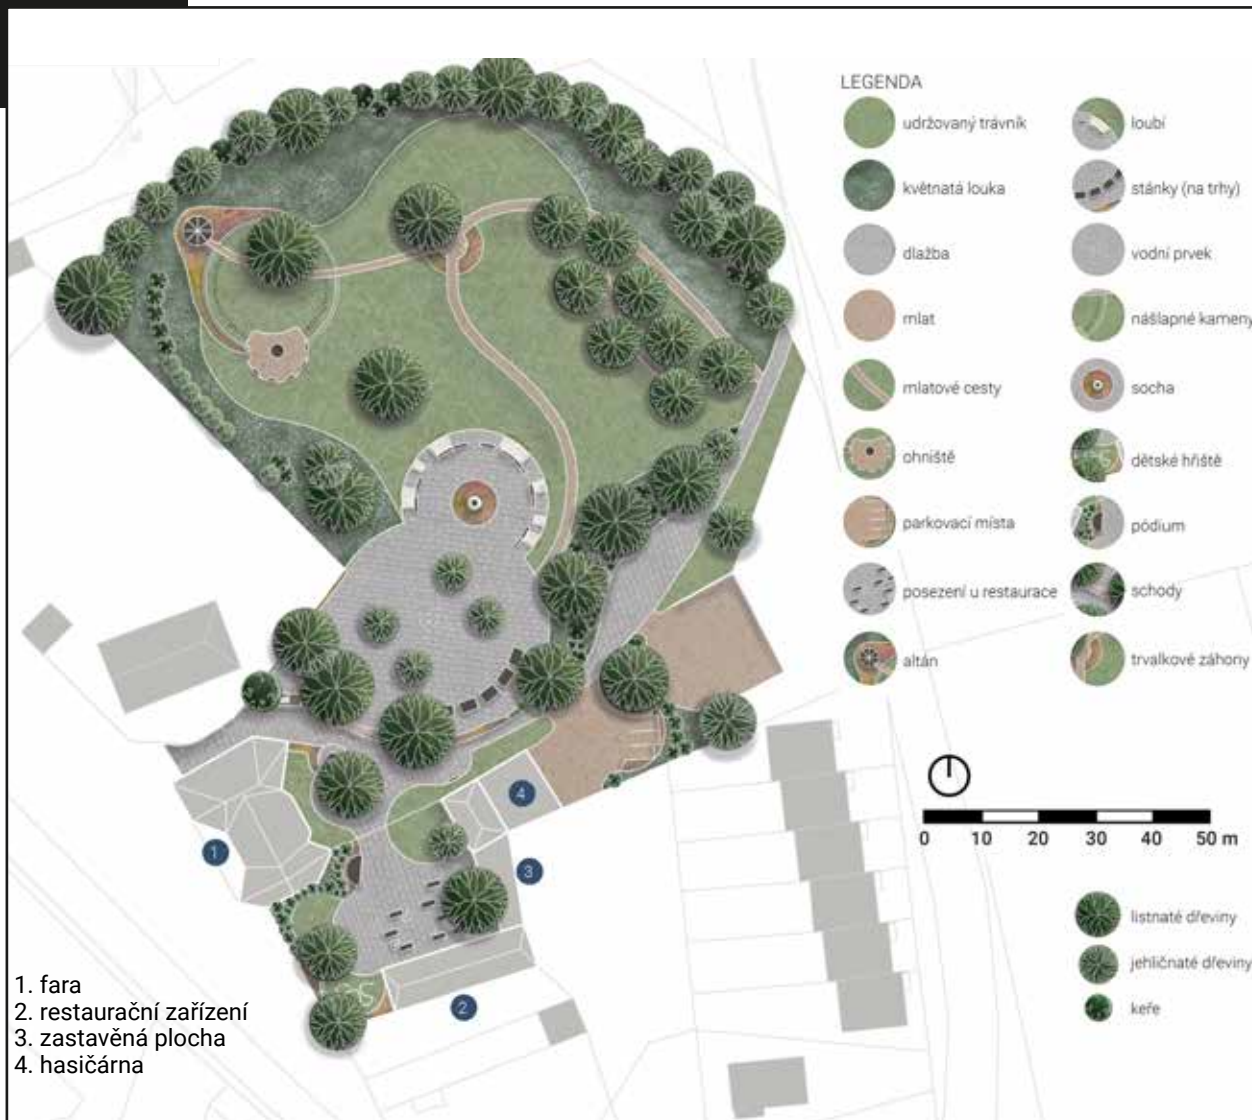 LEGENDA
udržovaný trávník
květnatá louka
dlažba
mlat
mlatové cesty
ohniště
parkovací místa
posezení u restaurace
altán
loubí
stánky (na trhy)
vodní prvek
nášlapné kameny
socha
dětské hřiště
pódium
schody
trvalkové záhony
0 10 20 30 40 50 m
listnaté dřeviny
jehličnaté dřeviny
keře
1
2
3
4
1. fara
2. restaurační zařízení
3. zastavěná plocha
4. hasičárna